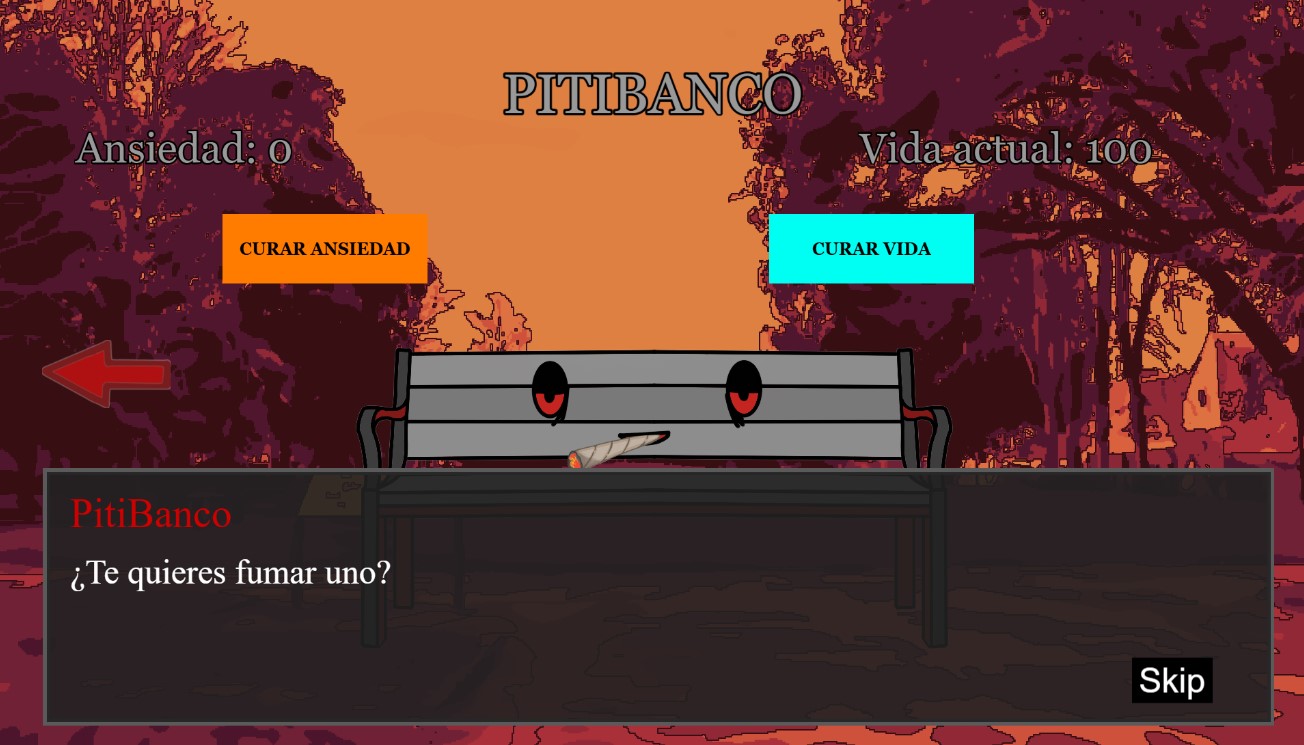 PITIBANCO
Ansiedad: 0
Vida actual: 100
CURAR ANSIEDAD
CURAR VIDA
PitiBanco
¿Te quieres fumar uno?
Skip